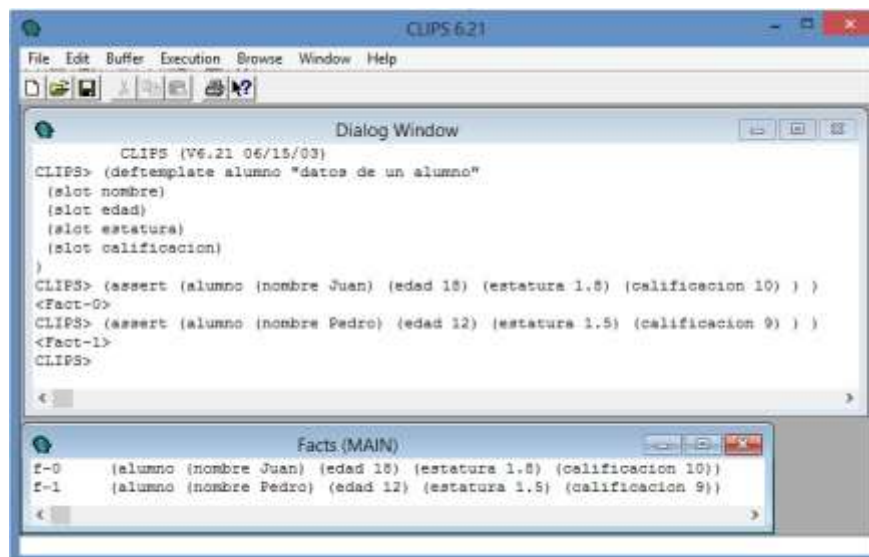 CLIPS 6.21
File Edit Buffer Execution Browse Window Help
Dialog Window
CLIPS (V6.21 06/15/03)
CLIPS> (deftemplate alumno "datos de un alumno"
(slot nombre)
(slot edad)
(slot estatura)
(slot calificacion)
)
CLIPS> (assert (alumno (nombre Juan) (edad 18) (estatura 1.8) (calificacion 10) ) )
<Fact-0>
CLIPS> (assert (alumno (nombre Pedro) (edad 12) (estatura 1.5) (calificacion 9) ) )
<Fact-1>
CLIPS>
Facts (MAIN)
f-0 (alumno (nombre Juan) (edad 18) (estatura 1.8) (calificacion 10))
f-1 (alumno (nombre Pedro) (edad 12) (estatura 1.5) (calificacion 9))